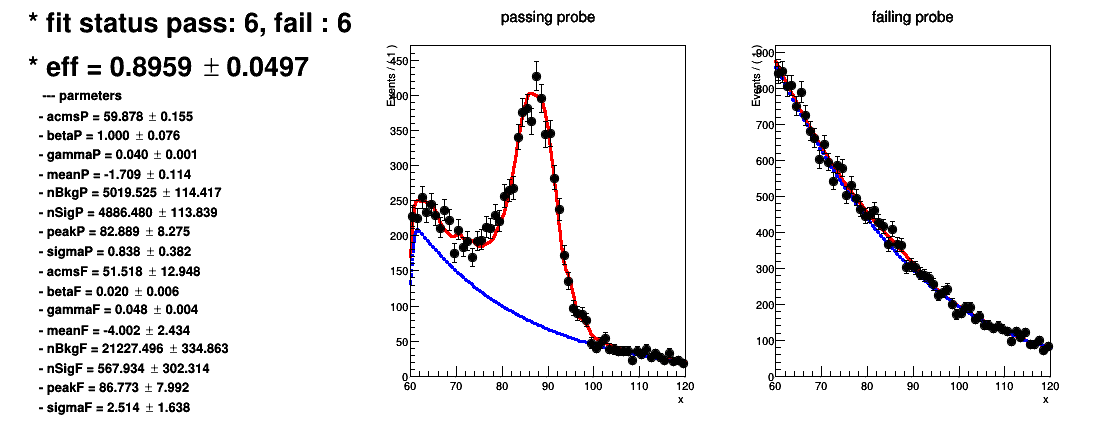 * fit status pass: 6, fail : 6
* eff = 0.8959 ± 0.0497
--- parmeters
- acmsP = 59.878 ± 0.155
- betaP = 1.000 ± 0.076
- gammaP = 0.040 ± 0.001
- meanP = -1.709 ± 0.114
- nBkgP = 5019.525 ± 114.417
- nSigP = 4886.480 ± 113.839
- peakP = 82.889 ± 8.275
- sigmaP = 0.838 ± 0.382
- acmsF = 51.518 ± 12.948
- betaF = 0.020 ± 0.006
- gammaF = 0.048 ± 0.004
- meanF = -4.002 ± 2.434
- nBkgF = 21227.496 ± 334.863
- nSigF = 567.934 ± 302.314
- peakF = 86.773 ± 7.992
- sigmaF = 2.514 ± 1.638
passing probe
Events / ( 1 )
450
400
350
300
250
200
150
100
50
0
60 70 80 90 100 110 120
x
failing probe
Events / ( 1 )
900
800
700
600
500
400
300
200
100
0
60 70 80 90 100 110 120
x